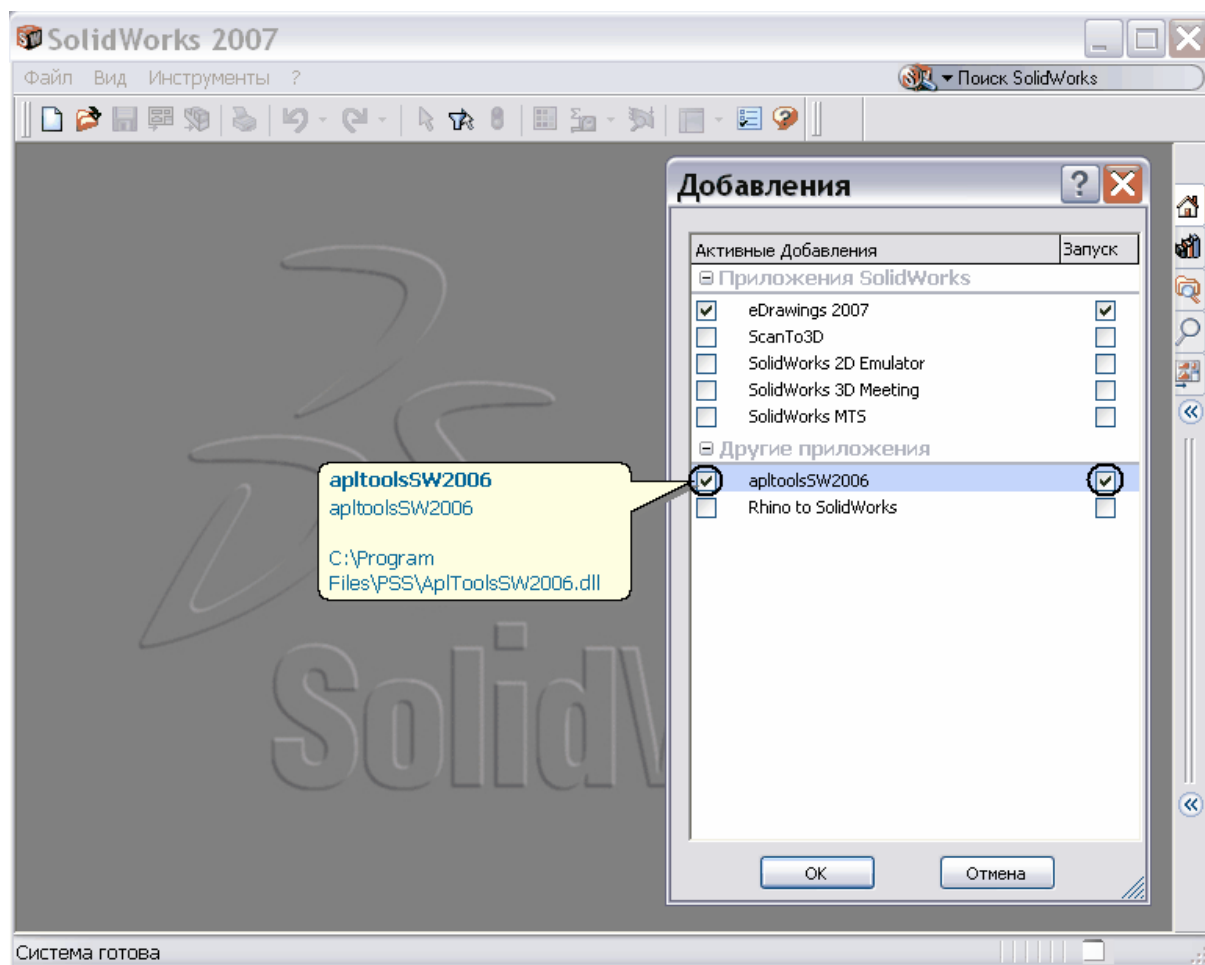 SolidWorks 2007
Файл Вид Инструменты ?
Поиск SolidWorks
Добавления
Активные Добавления Запуск
Приложения SolidWorks
eDrawings 2007
ScanTo3D
SolidWorks 2D Emulator
SolidWorks 3D Meeting
SolidWorks MTS
Другие приложения
apltoolsSW2006
Rhino to SolidWorks
apltoolsSW2006
apltoolsSW2006
C:\Program
Files\PSS\AplToolsSW2006.dll
SolidW
ОК Отмена
Система готова